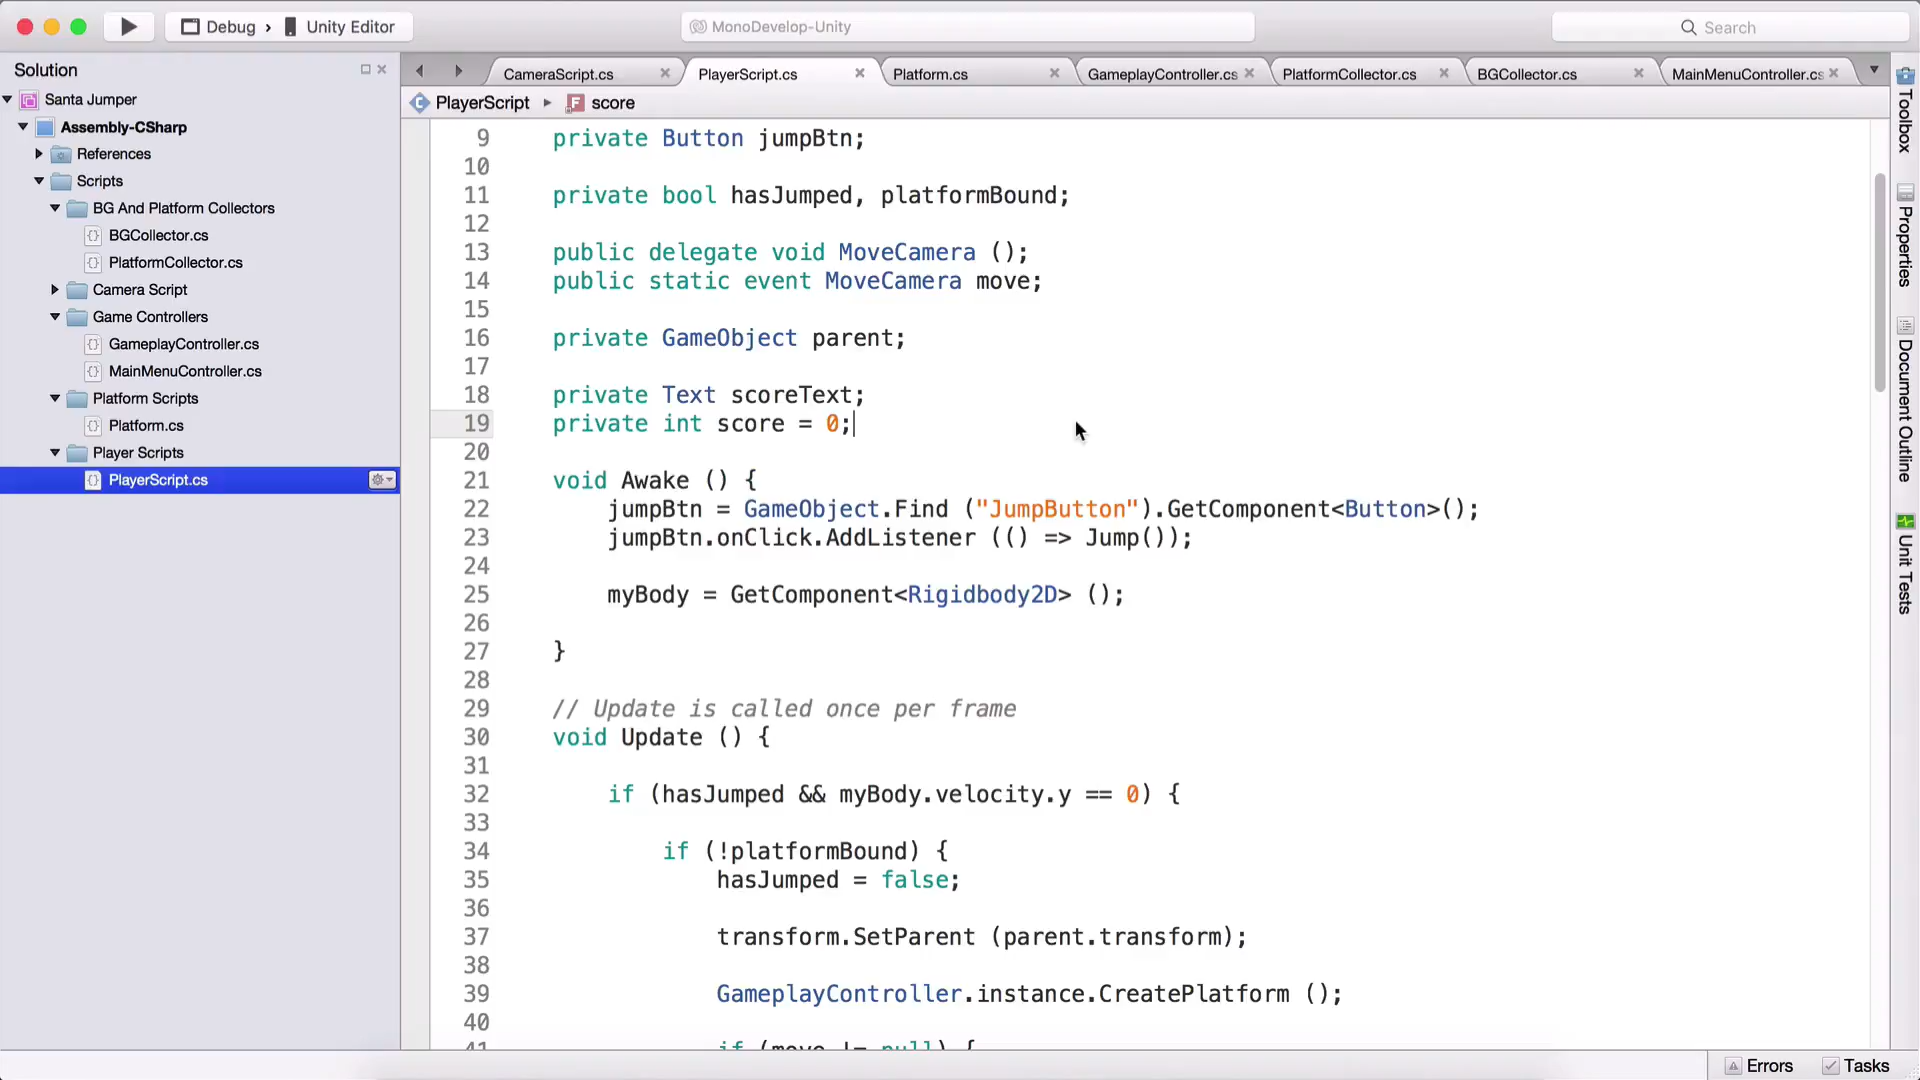 Debug › Unity Editor
MonoDevelop-Unity
Search
Solution
Santa Jumper
Assembly-CSharp
References
Scripts
BG And Platform Collectors
BGCollector.cs
PlatformCollector.cs
Camera Script
Game Controllers
GameplayController.cs
MainMenuController.cs
Platform Scripts
Platform.cs
Player Scripts
PlayerScript.cs
CameraScript.cs
PlayerScript.cs
Platform.cs
GameplayController.cs
PlatformCollector.cs
BGCollector.cs
MainMenuController.cs
PlayerScript ▸ score
9 private Button jumpBtn;
10
11 private bool hasJumped, platformBound;
12
13 public delegate void MoveCamera ();
14 public static event MoveCamera move;
15
16 private GameObject parent;
17
18 private Text scoreText;
19 private int score = 0;
20
21 void Awake () {
22 jumpBtn = GameObject.Find ("JumpButton").GetComponent<Button>();
23 jumpBtn.onClick.AddListener (() => Jump());
24
25 myBody = GetComponent<Rigidbody2D> ();
26
27 }
28
29 // Update is called once per frame
30 void Update () {
31
32 if (hasJumped && myBody.velocity.y == 0) {
33
34 if (!platformBound) {
35 hasJumped = false;
36
37 transform.SetParent (parent.transform);
38
39 GameplayController.instance.CreatePlatform ();
40
41 if (move != null) {
Toolbox
Properties
Document Outline
Unit Tests
Errors
Tasks